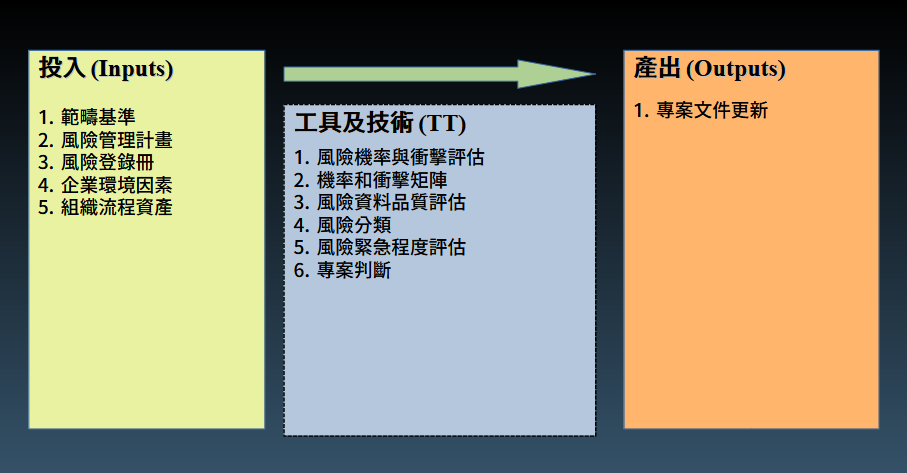 投入 (Inputs)
1. 範疇基準
2. 風險管理計畫
3. 風險登錄冊
4. 企業環境因素
5. 組織流程資產
工具及技術 (TT)
1. 風險機率與衝擊評估
2. 機率和衝擊矩陣
3. 風險資料品質評估
4. 風險分類
5. 風險緊急程度評估
6. 專案判斷
產出 (Outputs)
1. 專案文件更新